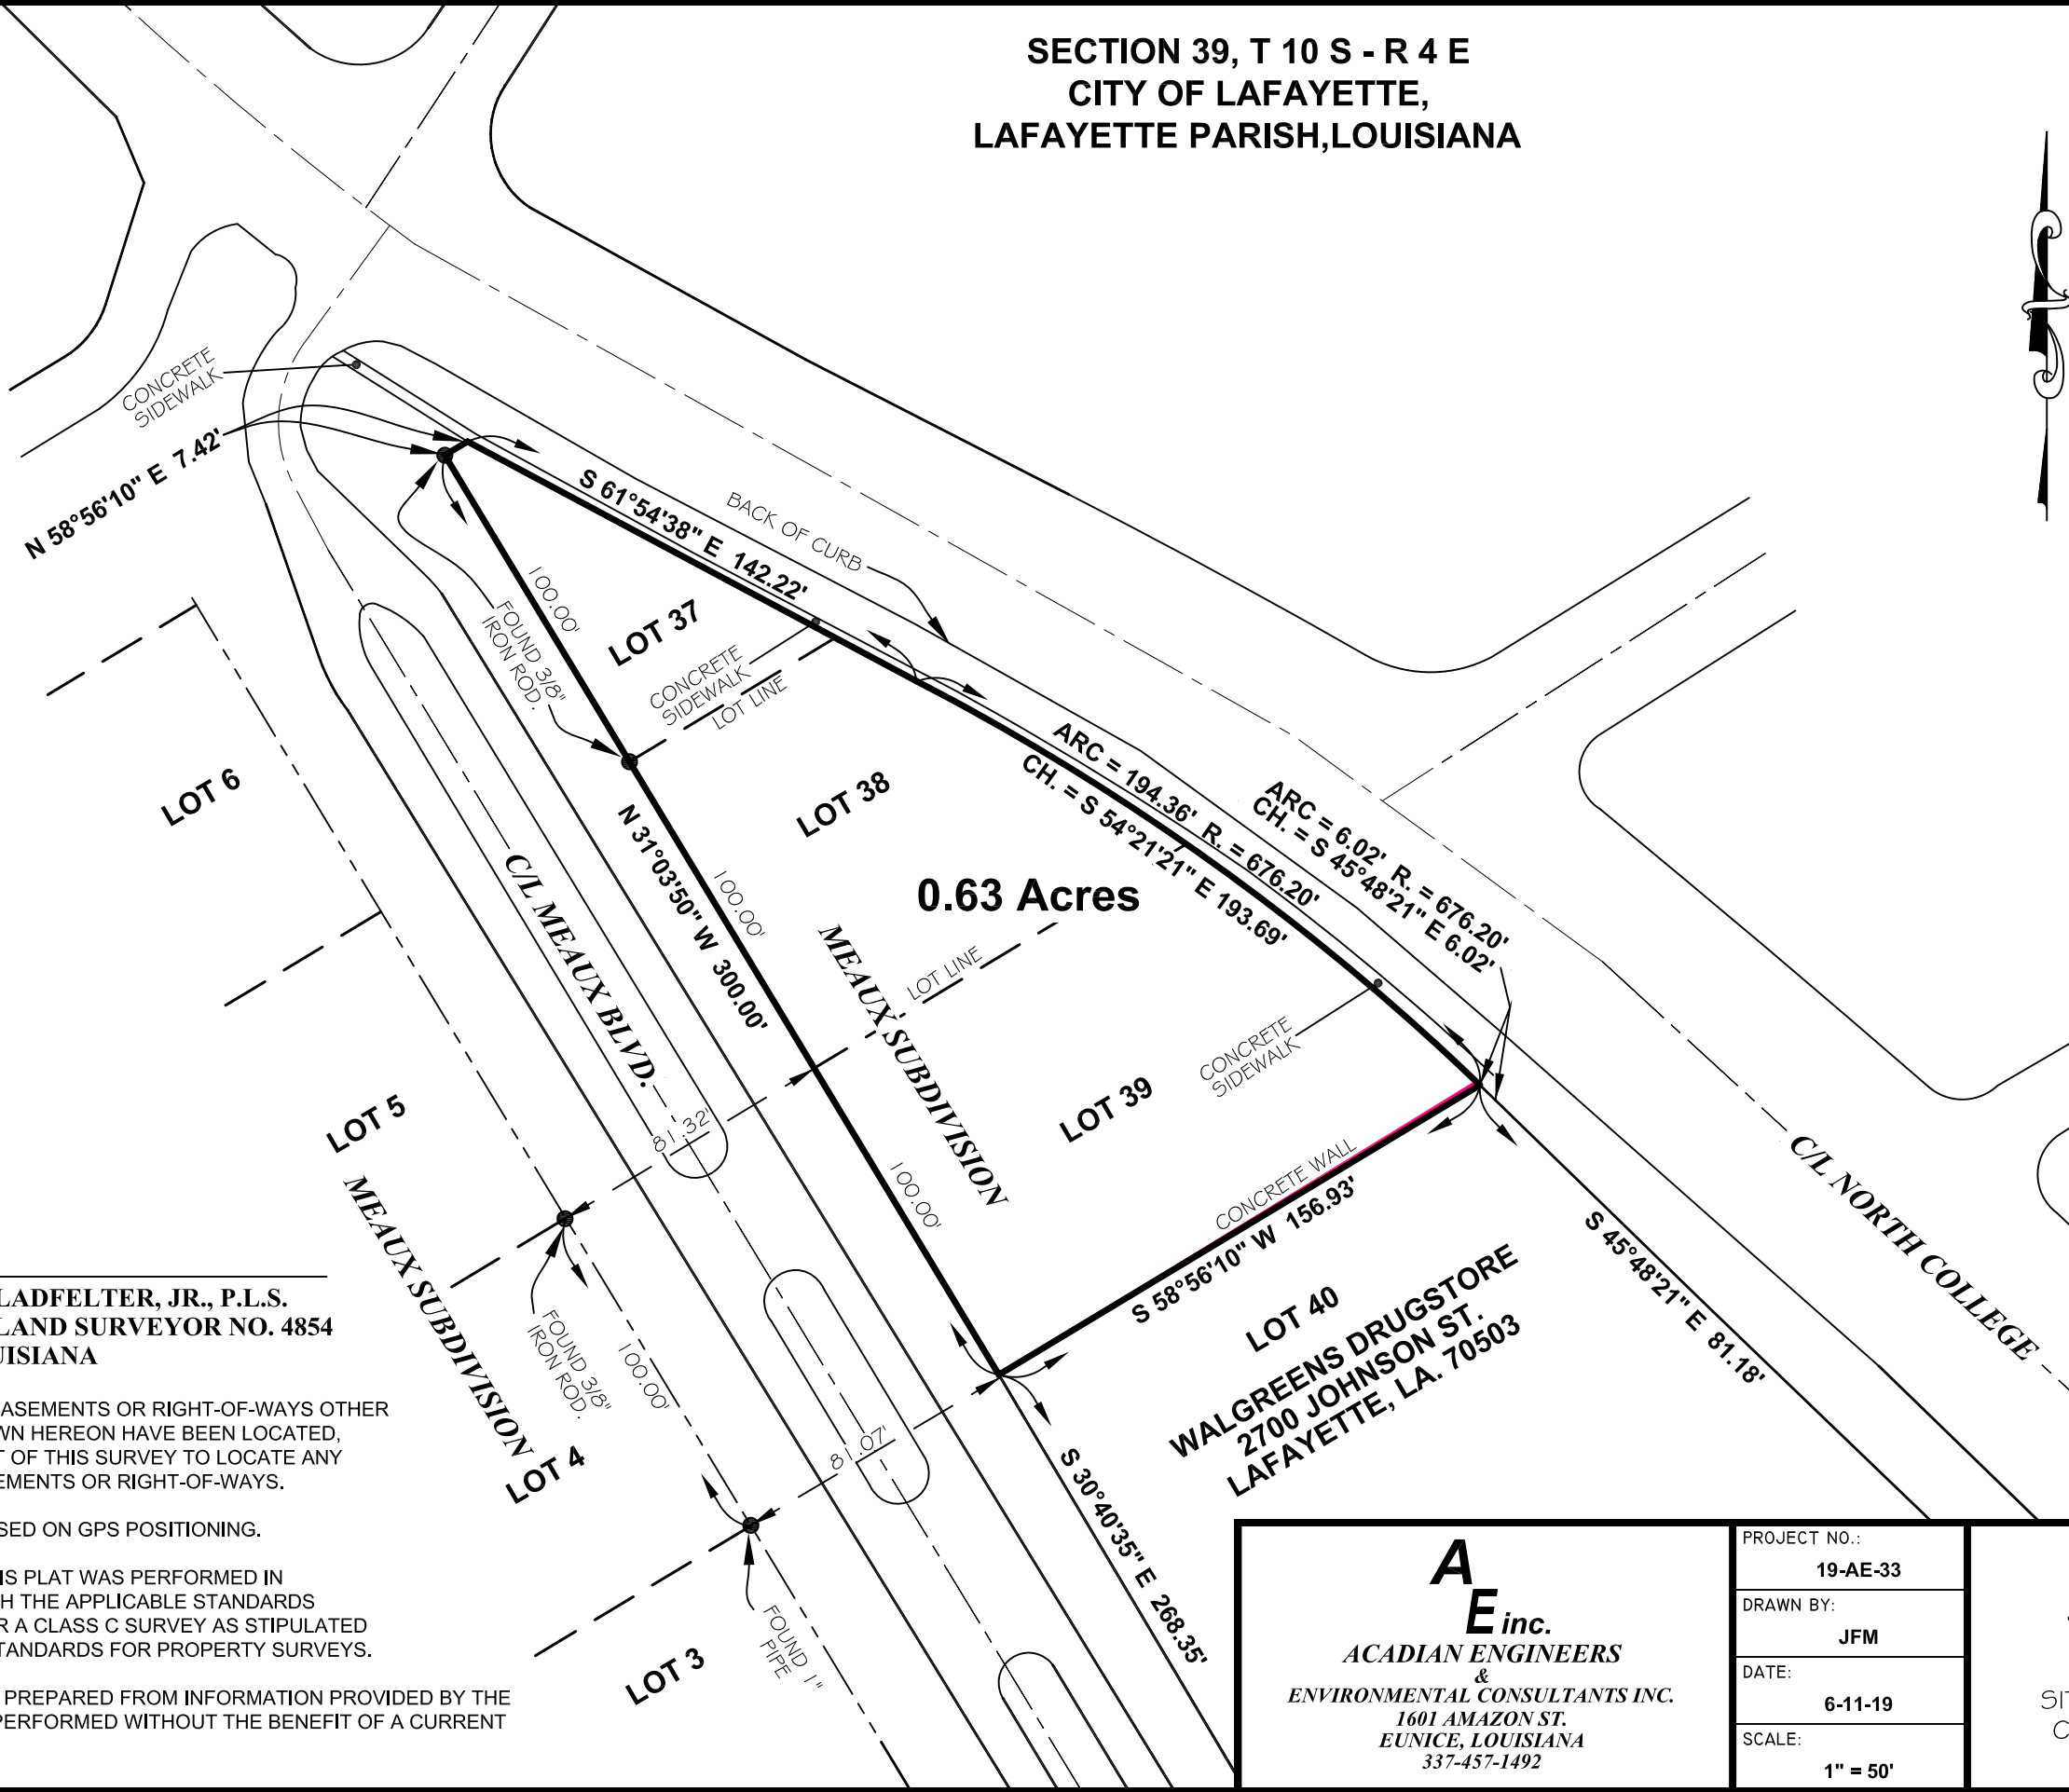 SECTION 39, T 10 S - R 4 E
CITY OF LAFAYETTE,
LAFAYETTE PARISH,LOUISIANA
CONCRETE
SIDEWALK
N 58°56'10" E 7.42'
S 61°54'38" E 142.22'
BACK OF CURB
100.00'
FOUND 3/8"
IRON ROD.
LOT 37
CONCRETE
SIDEWALK
LOT LINE
LOT 6
LOT 38
ARC = 194.36' R. = 676.20'
CH. = S 54°21'21" E 193.69'
ARC = 6.02' R. = 676.20'
CH. = S 45°48'21" E 6.02'
N 31°03'50" W 300.00'
100.00'
0.63 Acres
C/L MEAUX BLVD.
MEAUX SUBDIVISION
LOT LINE
CONCRETE
SIDEWALK
LOT 39
LOT 5
81.32'
100.00'
CONCRETE WALL
S 58°56'10" W 156.93'
C/L NORTH COLLEGE
S 45°48'21" E 81.18'
MEAUX SUBDIVISION
LOT 40
WALGREENS DRUGSTORE
2700 JOHNSON ST.
LAFAYETTE, LA. 70503
FOUND 3/8"
IRON ROD.
100.00'
LOT 4
81.07'
S 30°40'35" E 268.35'
LOT 3
FOUND 1"
PIPE
LADFELTER, JR., P.L.S.
LAND SURVEYOR NO. 4854
UISIANA
ASEMENTS OR RIGHT-OF-WAYS OTHER
WN HEREON HAVE BEEN LOCATED,
T OF THIS SURVEY TO LOCATE ANY
EMENTS OR RIGHT-OF-WAYS.
SED ON GPS POSITIONING.
IS PLAT WAS PERFORMED IN
H THE APPLICABLE STANDARDS
R A CLASS C SURVEY AS STIPULATED
TANDARDS FOR PROPERTY SURVEYS.
PREPARED FROM INFORMATION PROVIDED BY THE
PERFORMED WITHOUT THE BENEFIT OF A CURRENT
A
E inc.
ACADIAN ENGINEERS
&
ENVIRONMENTAL CONSULTANTS INC.
1601 AMAZON ST.
EUNICE, LOUISIANA
337-457-1492
PROJECT NO.:
19-AE-33
DRAWN BY:
JFM
DATE:
6-11-19
SCALE:
1" = 50'
SIT
C